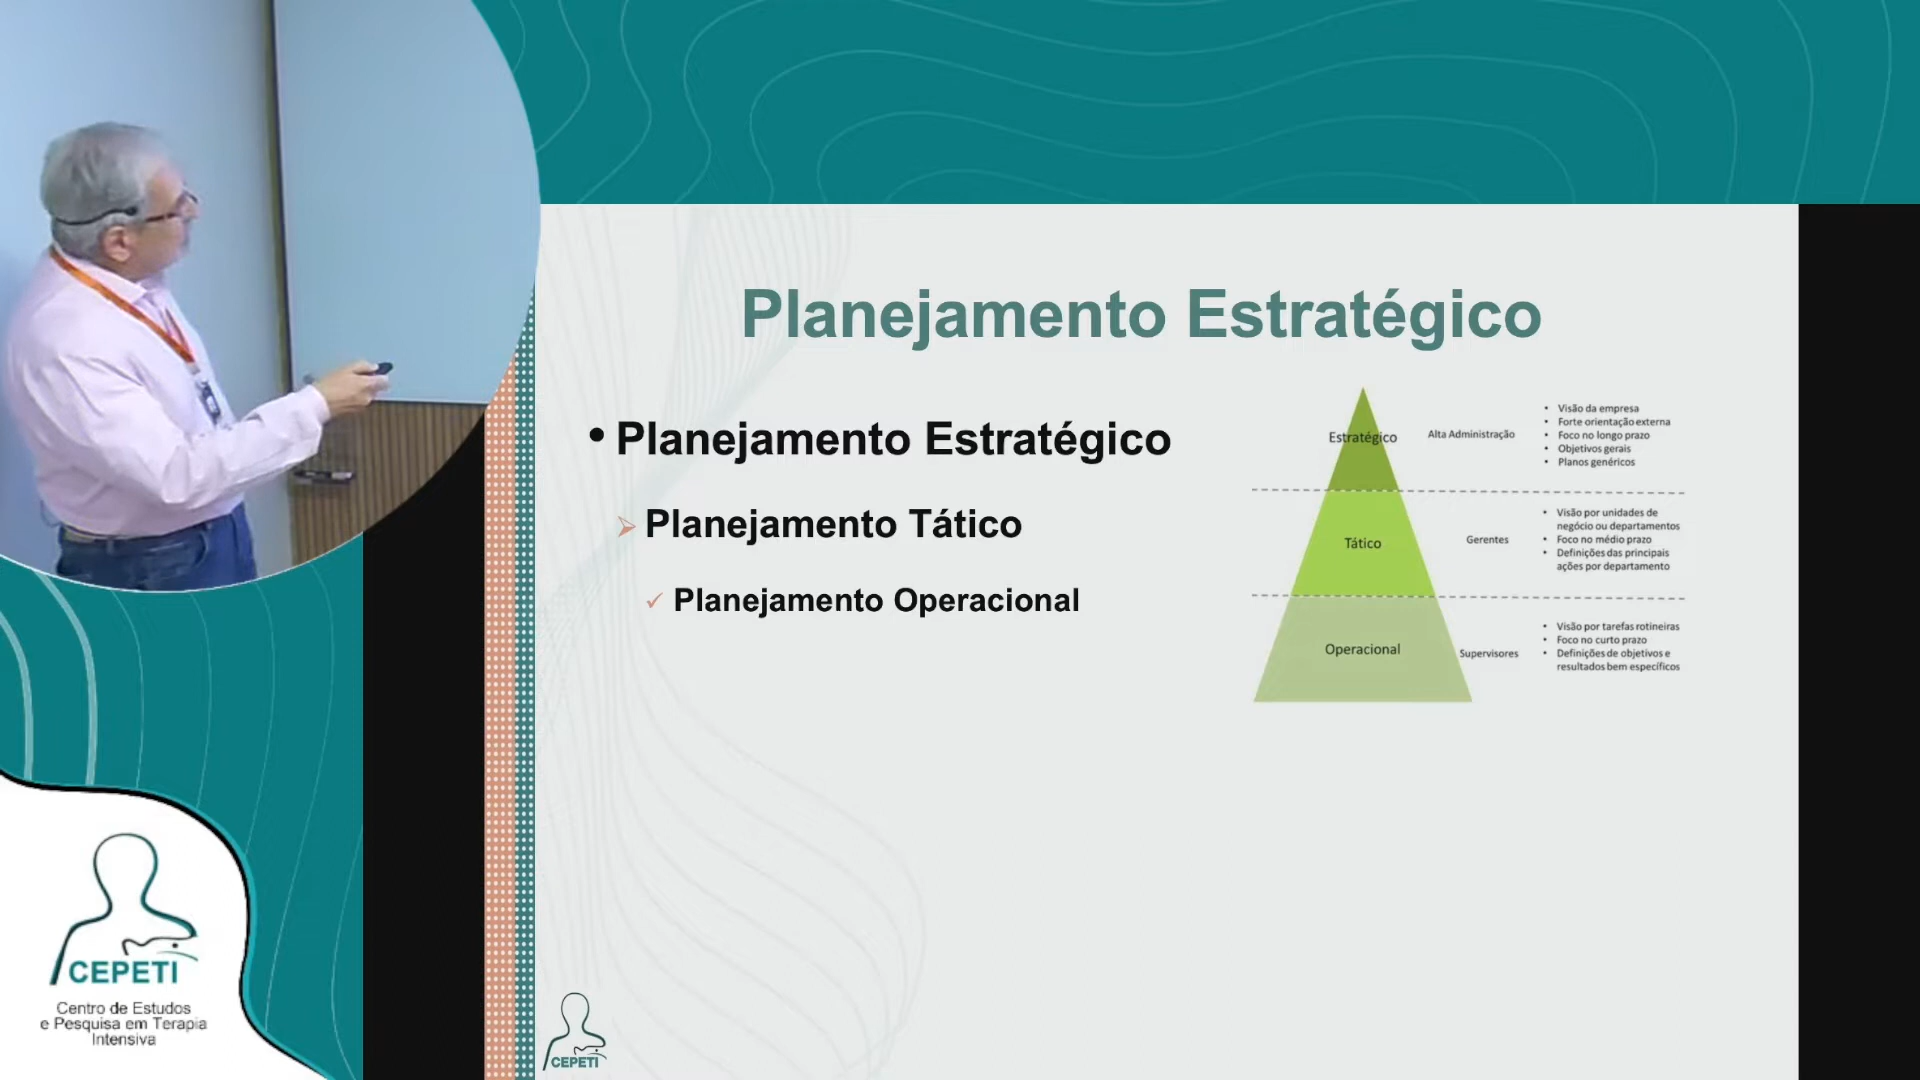 Planejamento Estratégico
• Planejamento Estratégico
➢ Planejamento Tático
✓ Planejamento Operacional
Estratégico
Alta Administração
• Visão da empresa
• Forte orientação externa
• Foco no longo prazo
• Objetivos gerais
• Planos genéricos
Tático
Gerentes
• Visão por unidades de
negócio ou departamentos
• Foco no médio prazo
• Definições das principais
ações por departamento
Operacional
Supervisores
• Visão por tarefas rotineiras
• Foco no curto prazo
• Definições de objetivos e
resultados bem específicos
CEPETI
Centro de Estudos
e Pesquisa em Terapia
Intensiva
CEPETI